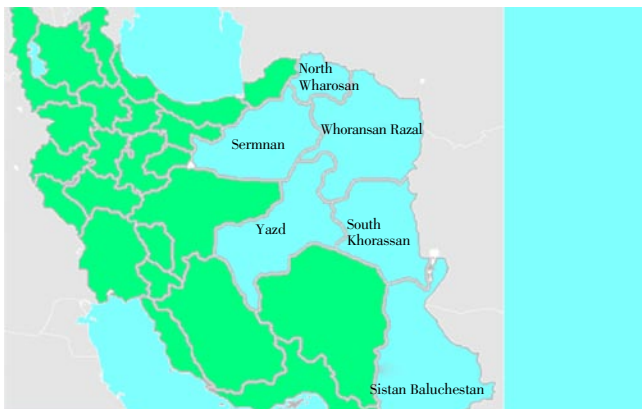 North
Wharosan
Whoransan Razal
Sermnan
Yazd
South
Khorassan
Sistan Baluchestan